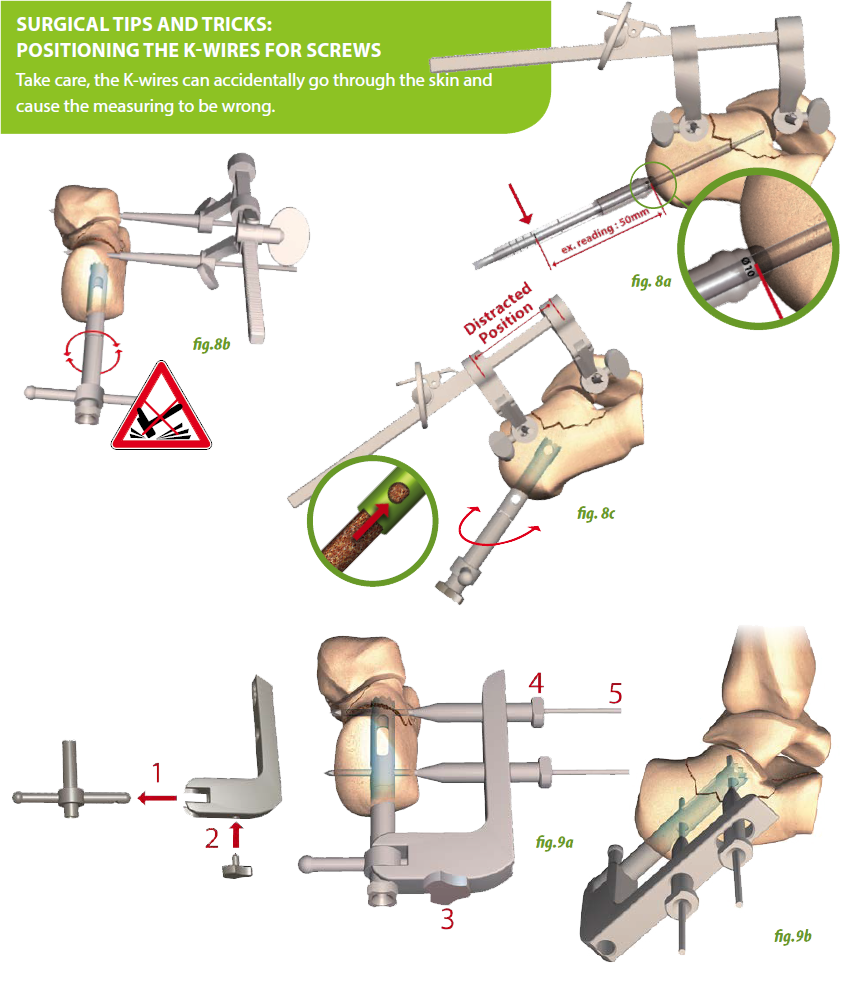 SURGICAL TIPS AND TRICKS:
POSITIONING THE K-WIRES FOR SCREWS
Take care, the K-wires can accidentally go through the skin and
cause the measuring to be wrong.
ex. reading : 50mm
Ø10
fig. 8a
fig.8b
Distracted
Position
fig. 8c
1
2
3
4
5
fig.9a
fig.9b